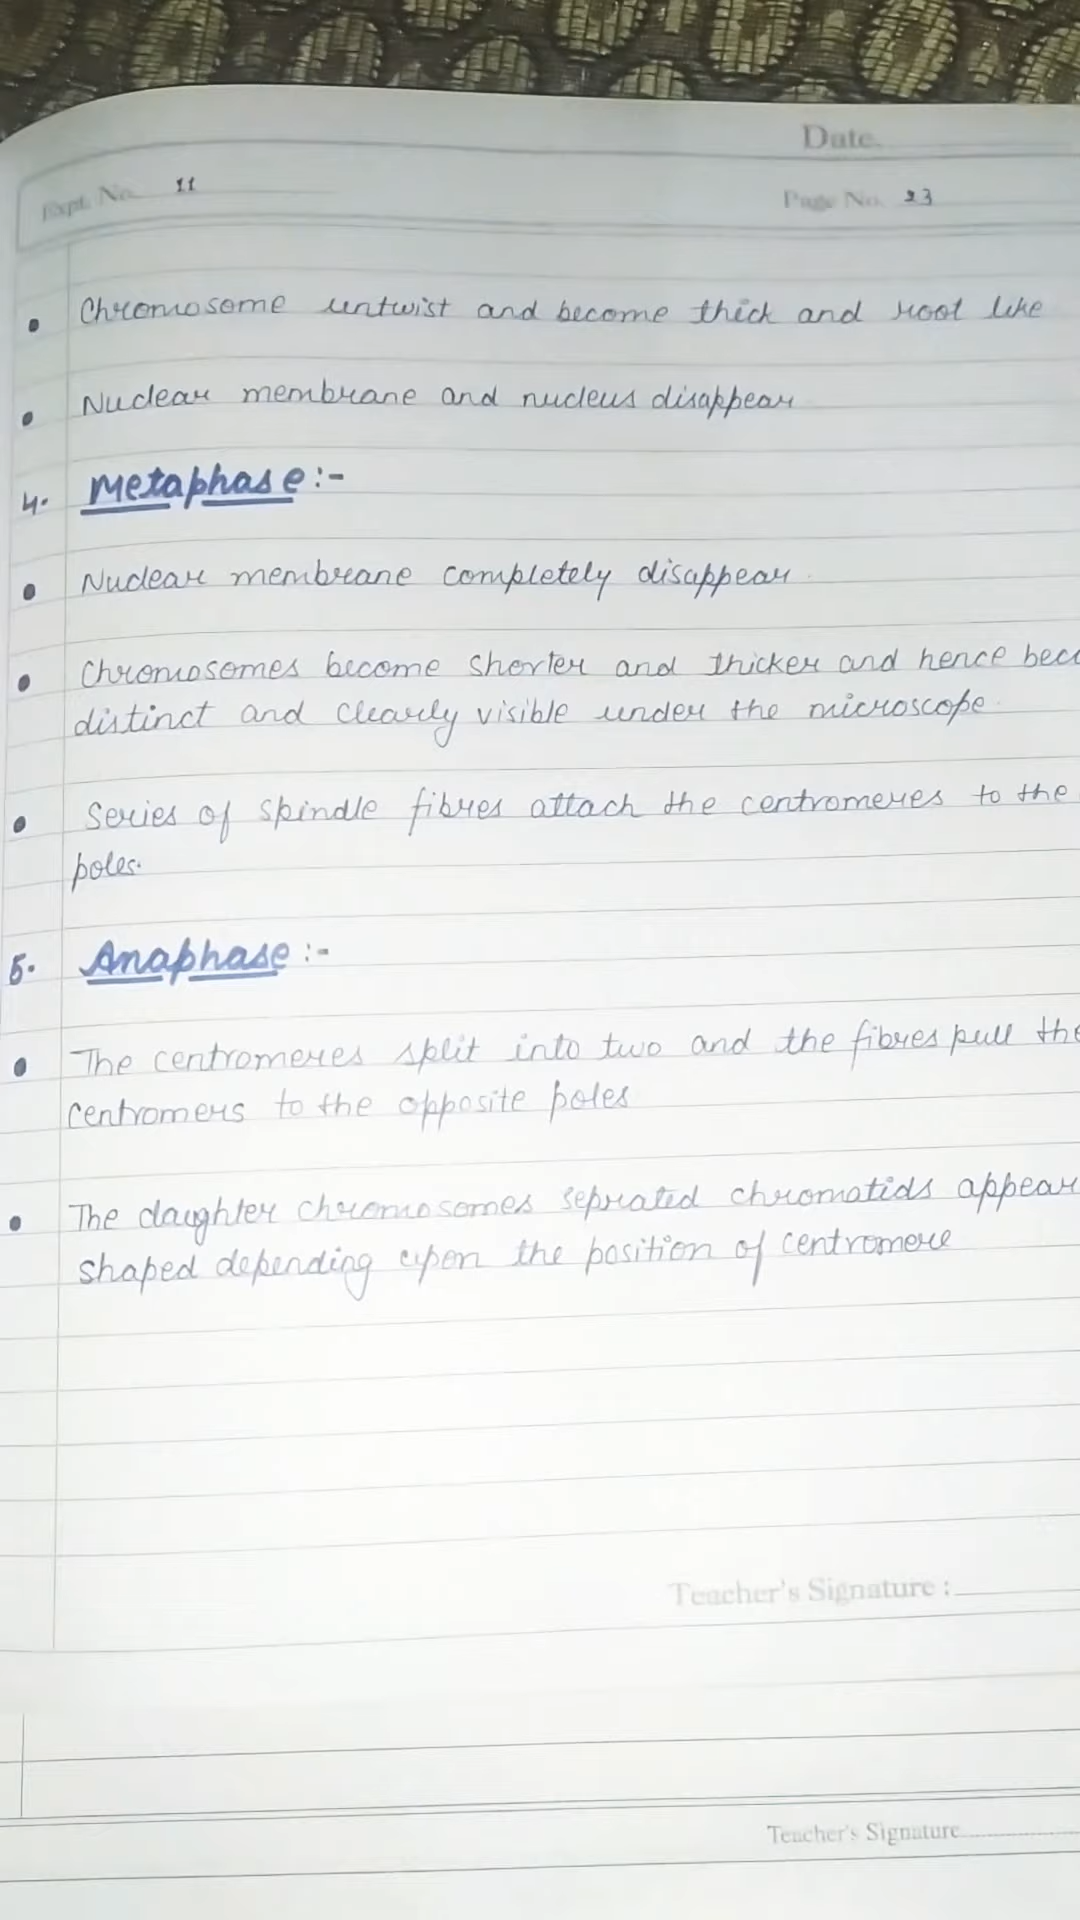 Date.
Expt. No. 11
Page No. 23
• Chromosome untwist and become thick and root like
• Nuclear membrane and nucleus disappear
4. Metaphase :-
• Nuclear membrane completely disappear.
• Chromosomes become shorter and thicker and hence beco
distinct and clearly visible under the microscope.
• Series of spindle fibres attach the centromeres to the
poles.
5. Anaphase :-
• The centromeres split into two and the fibres pull the
centromers to the opposite poles
• The daughter chromosomes seprated chromatids appear
shaped depending upon the position of centromere
Teacher's Signature :
Teacher's Signature